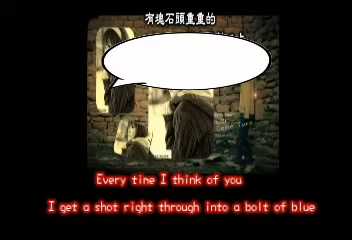 有塊石頭重重的
Every time I think of you
I get a shot right through into a bolt of blue